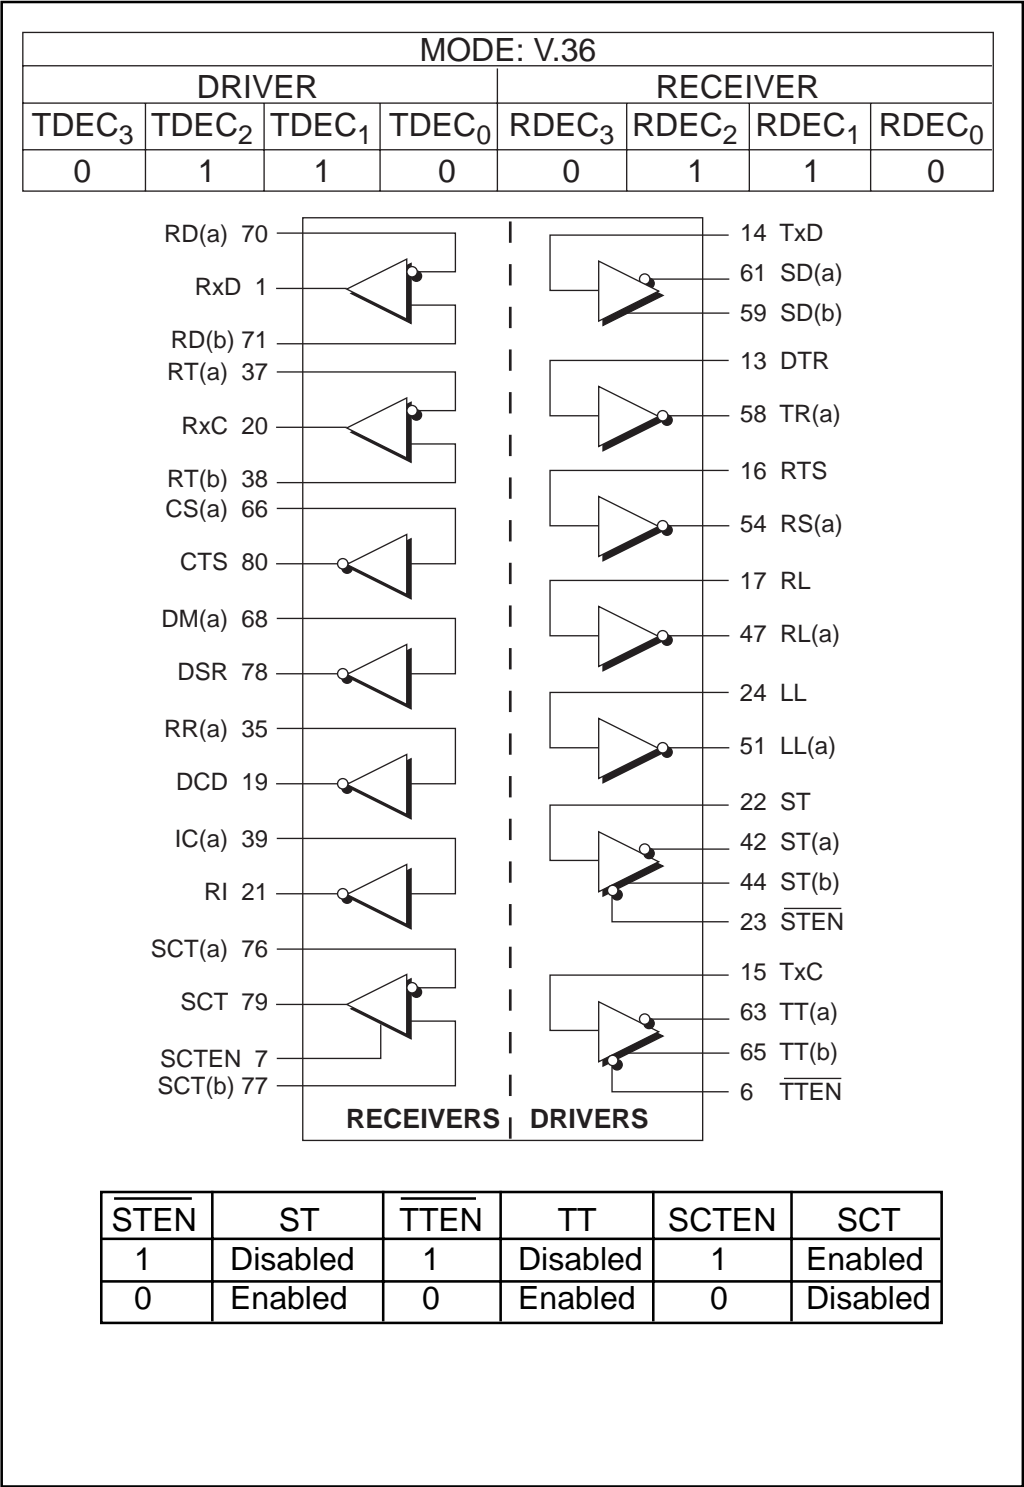 MODE: V.36
DRIVER RECEIVER
TDEC3 TDEC2 TDEC1 TDEC0 RDEC3 RDEC2 RDEC1 RDEC0
0 1 1 0 0 1 1 0
RD(a) 70
RxD 1
RD(b) 71
RT(a) 37
RxC 20
RT(b) 38
CS(a) 66
CTS 80
DM(a) 68
DSR 78
RR(a) 35
DCD 19
IC(a) 39
RI 21
SCT(a) 76
SCT 79
SCTEN 7
SCT(b) 77
14 TxD
61 SD(a)
59 SD(b)
13 DTR
58 TR(a)
16 RTS
54 RS(a)
17 RL
47 RL(a)
24 LL
51 LL(a)
22 ST
42 ST(a)
44 ST(b)
23 STEN
15 TxC
63 TT(a)
65 TT(b)
6 TTEN
RECEIVERS DRIVERS
STEN ST TTEN TT SCTEN SCT
1 Disabled 1 Disabled 1 Enabled
0 Enabled 0 Enabled 0 Disabled